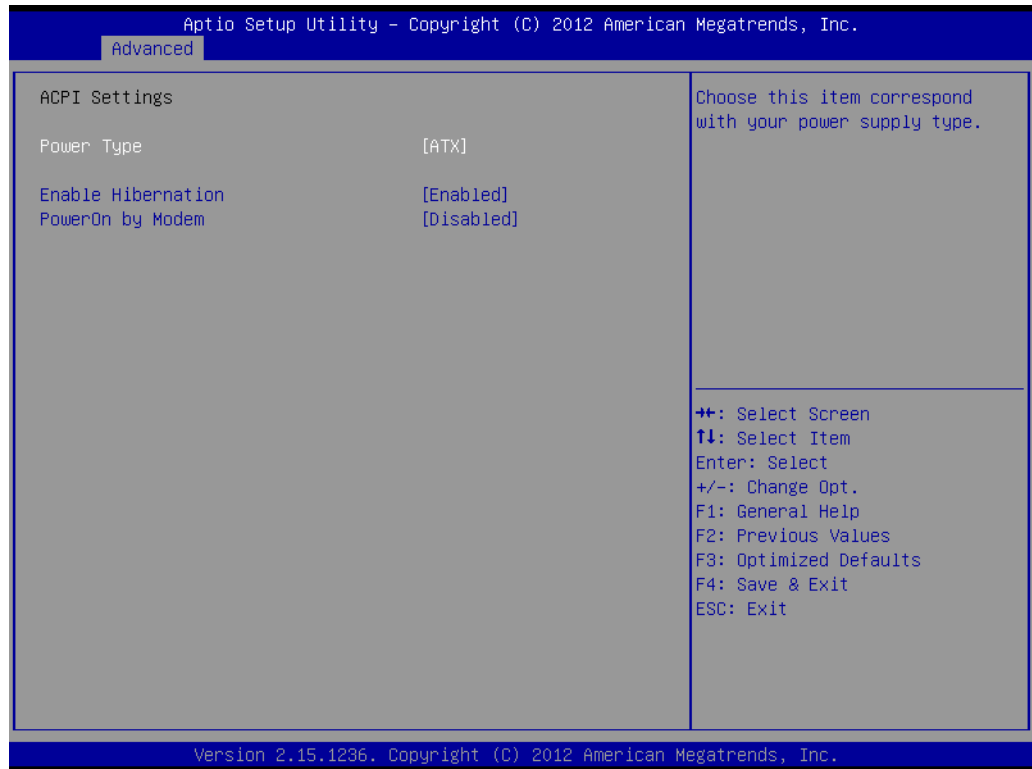 Aptio Setup Utility – Copyright (C) 2012 American Megatrends, Inc.
Advanced
ACPI Settings
Power Type [ATX]
Enable Hibernation [Enabled]
PowerOn by Modem [Disabled]
Choose this item correspond
with your power supply type.
→←: Select Screen
↑↓: Select Item
Enter: Select
+/-: Change Opt.
F1: General Help
F2: Previous Values
F3: Optimized Defaults
F4: Save & Exit
ESC: Exit
Version 2.15.1236. Copyright (C) 2012 American Megatrends, Inc.